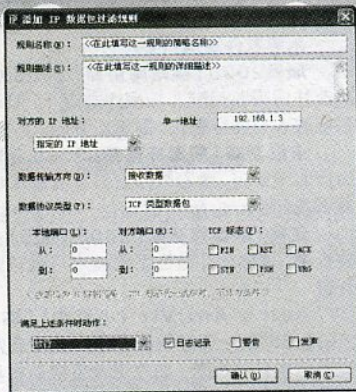 添加 IP 数据包过滤规则
规则名称(N): <<在此填写这一规则的简略名称>>
规则描述(E): <<在此填写这一规则的详细描述>>
对方的 IP 地址: 单一地址: 192.168.1.3
指定的 IP 地址
数据传输方向(D): 接收数据
数据协议类型(T): TCP 类型数据包
本地端口(L): 对方端口(R): TCP 标志(F):
从: 0 从: 0 FIN RST ACK
到: 0 到: 0 SYN PSH URG
满足上述条件时动作:
日志记录 警告 发声
确认(O) 取消(C)